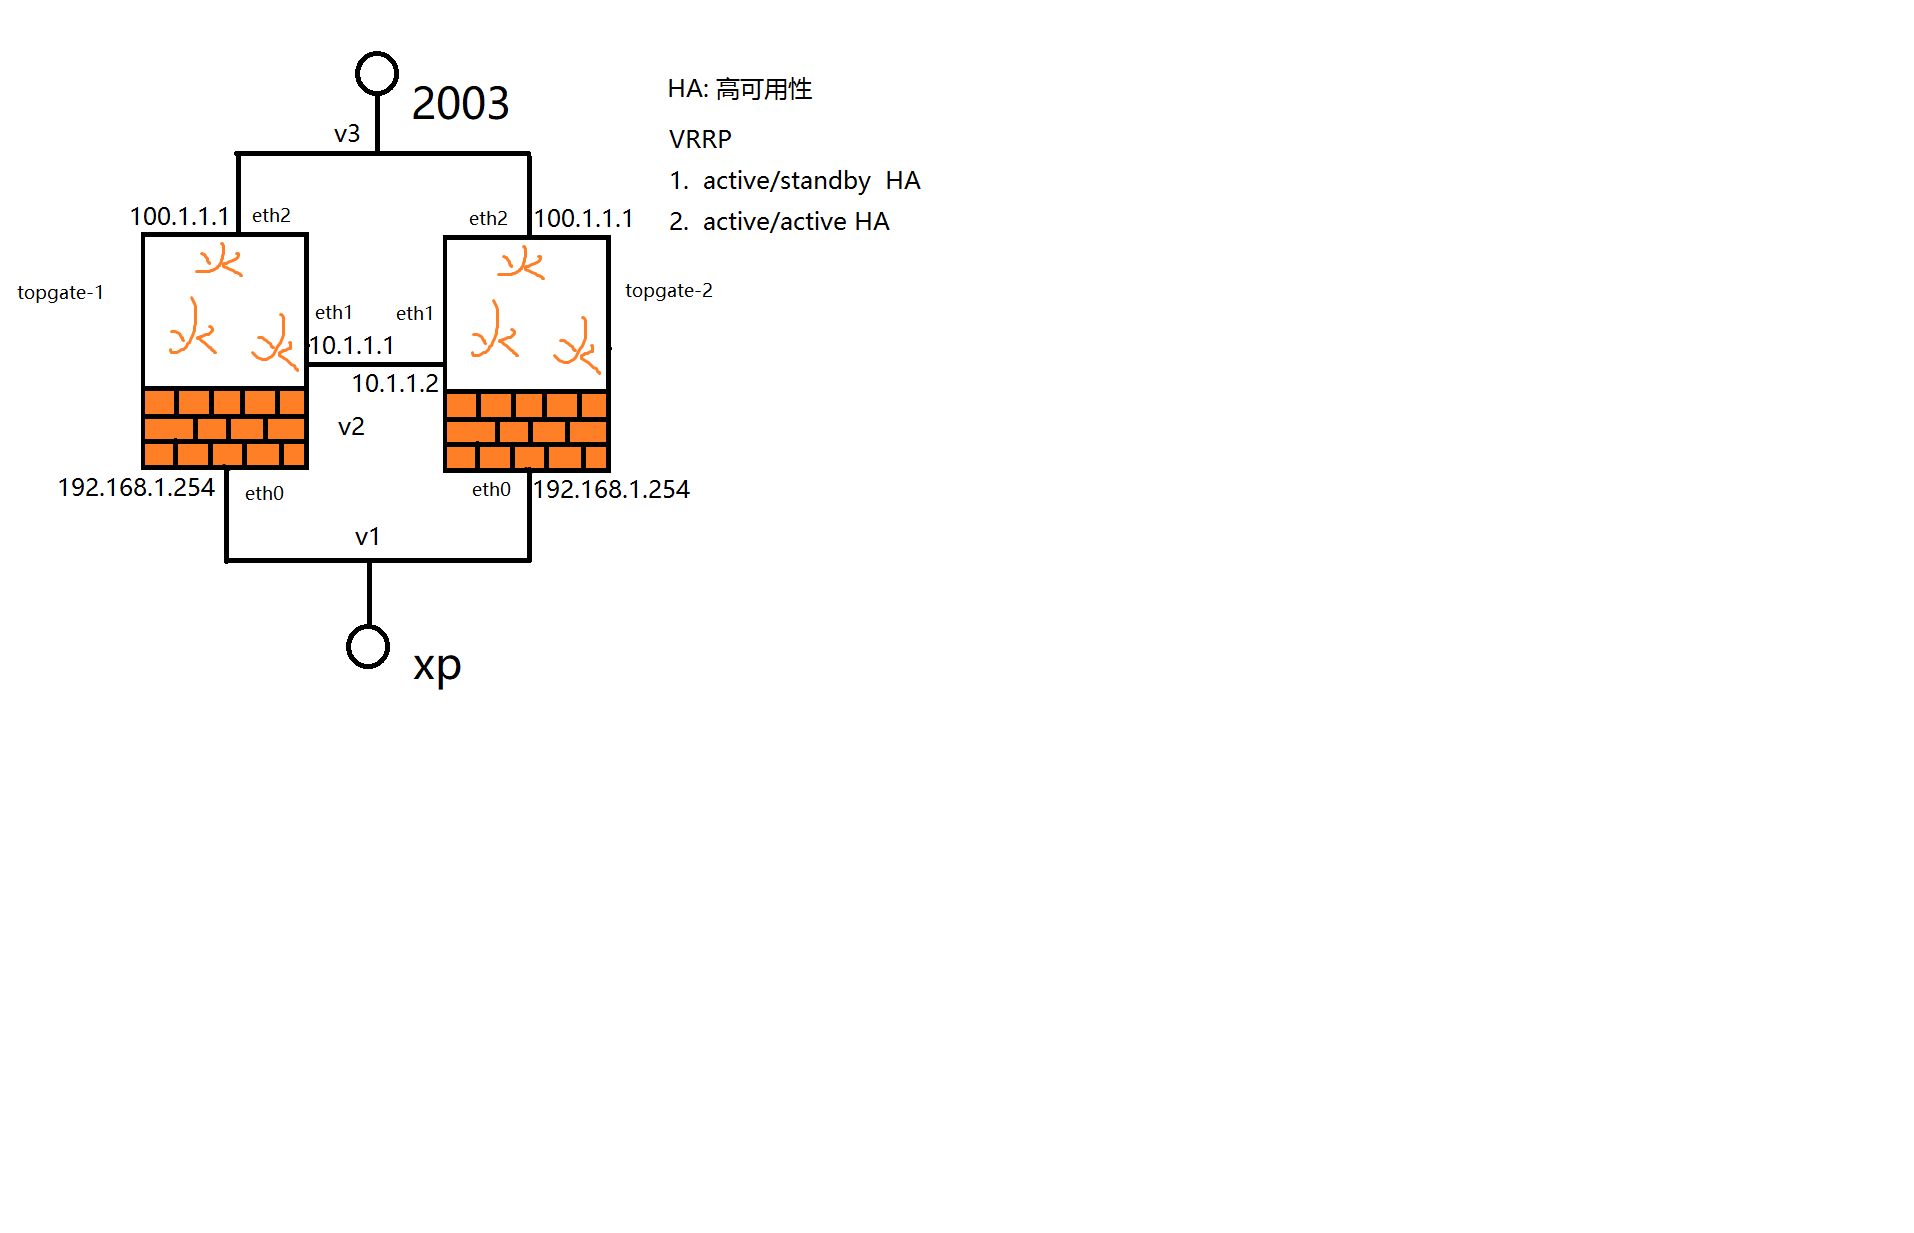 2003
v3
HA: 高可用性
VRRP
1. active/standby HA
2. active/active HA
100.1.1.1
eth2
eth2
100.1.1.1
火
火
火
火
火
火
topgate-1
topgate-2
eth1
eth1
10.1.1.1
10.1.1.2
v2
192.168.1.254
eth0
eth0
192.168.1.254
v1
xp